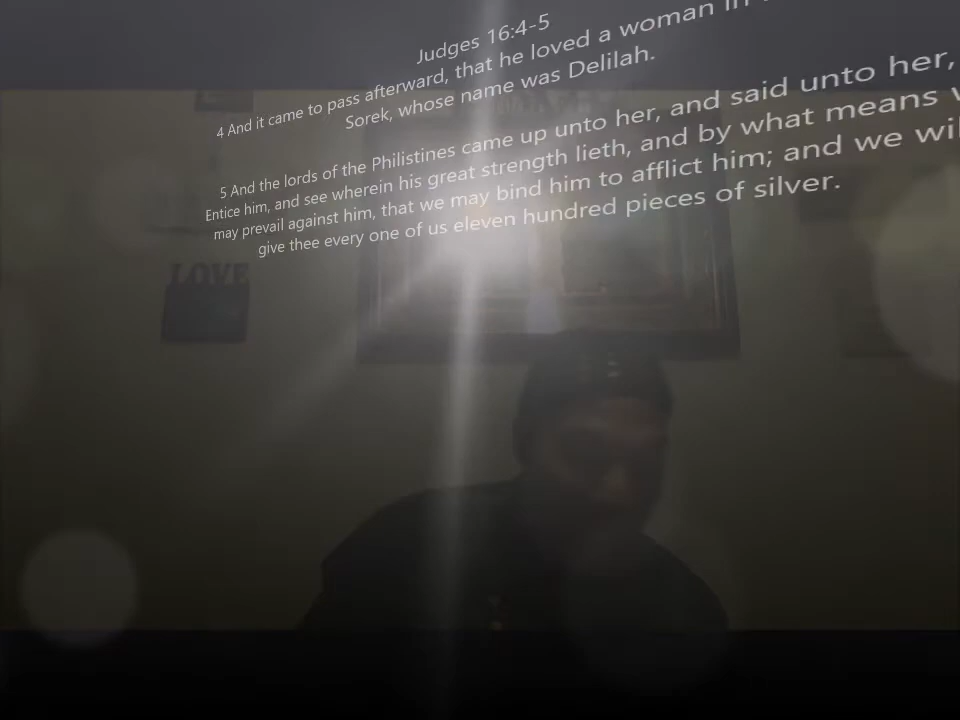 Judges 16:4-5
4 And it came to pass afterward, that he loved a woman in
Sorek, whose name was Delilah.
5 And the lords of the Philistines came up unto her, and said unto her,
Entice him, and see wherein his great strength lieth, and by what means
may prevail against him, that we may bind him to afflict him; and we
give thee every one of us eleven hundred pieces of silver.
LOVE